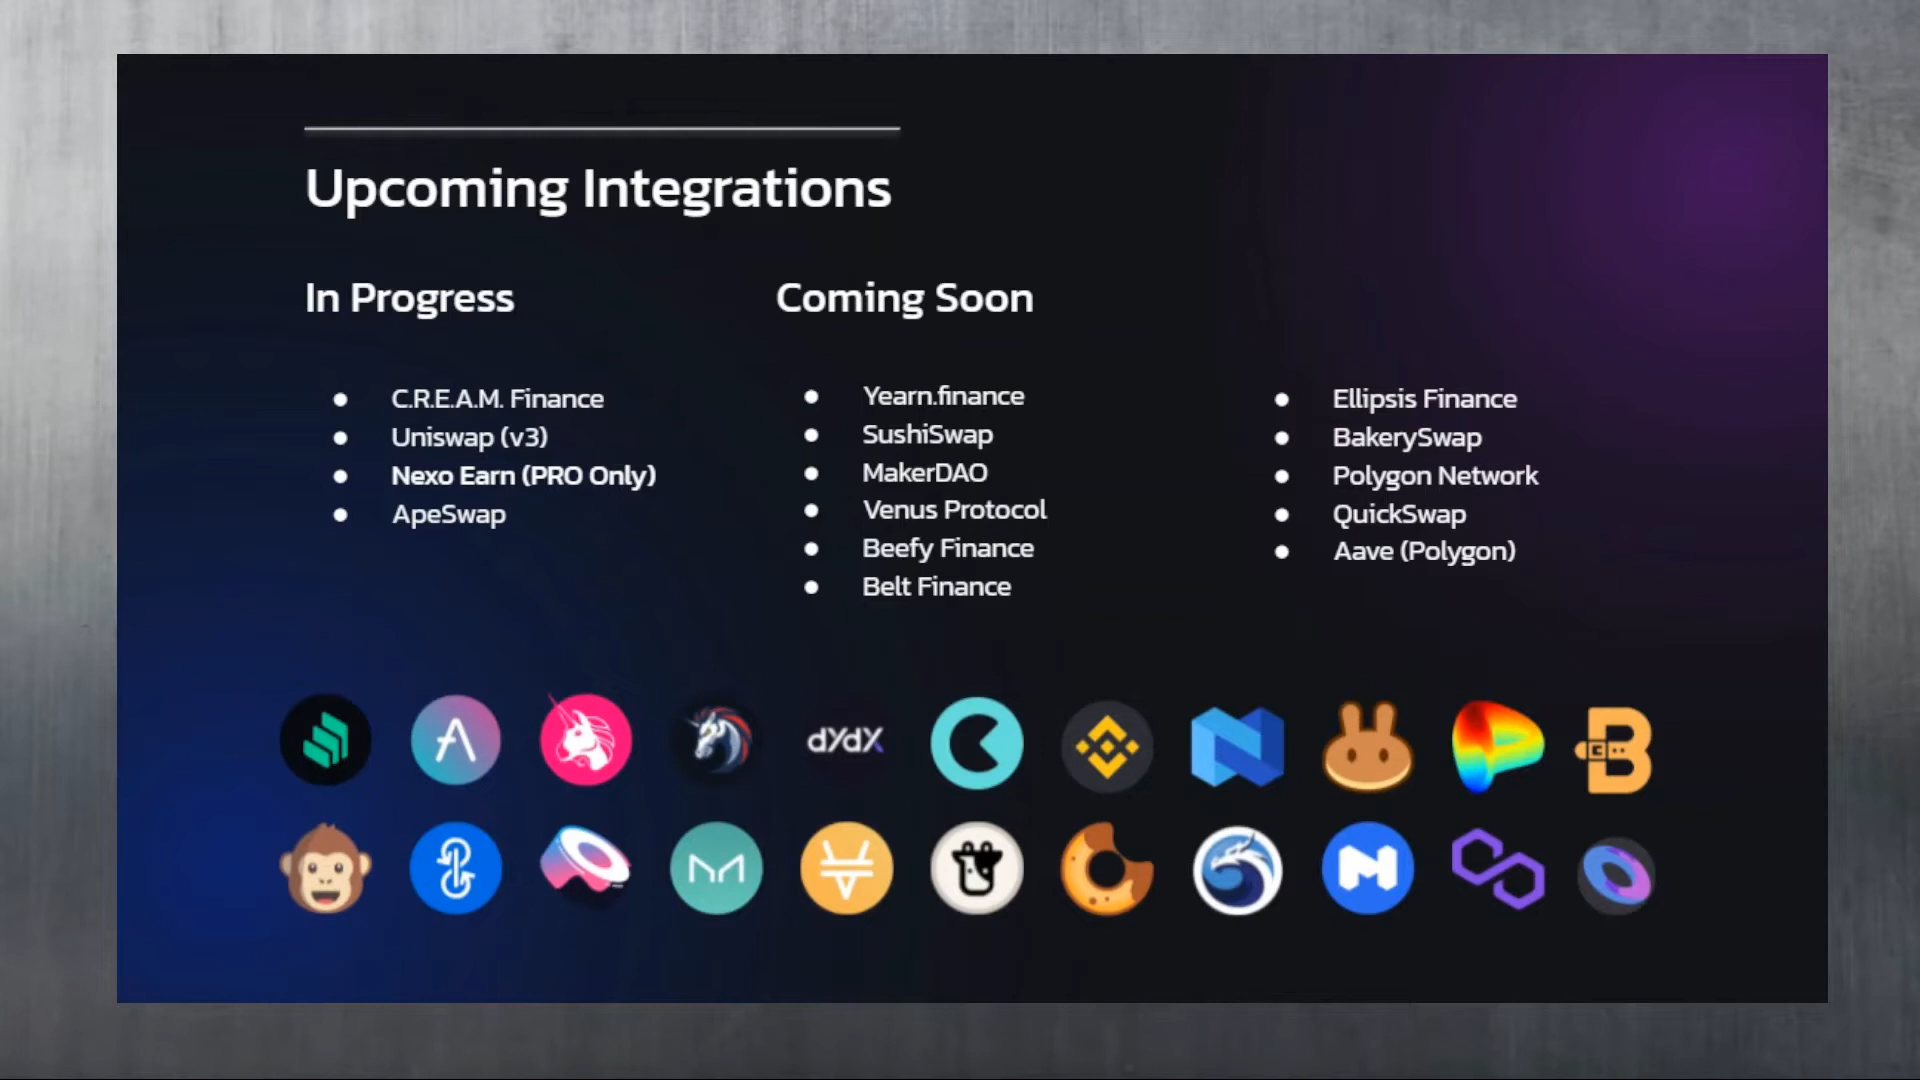 Upcoming Integrations
In Progress
C.R.E.A.M. Finance
Uniswap (v3)
Nexo Earn (PRO Only)
ApeSwap
Coming Soon
Yearn.finance
SushiSwap
MakerDAO
Venus Protocol
Beefy Finance
Belt Finance
Ellipsis Finance
BakerySwap
Polygon Network
QuickSwap
Aave (Polygon)
dYdX